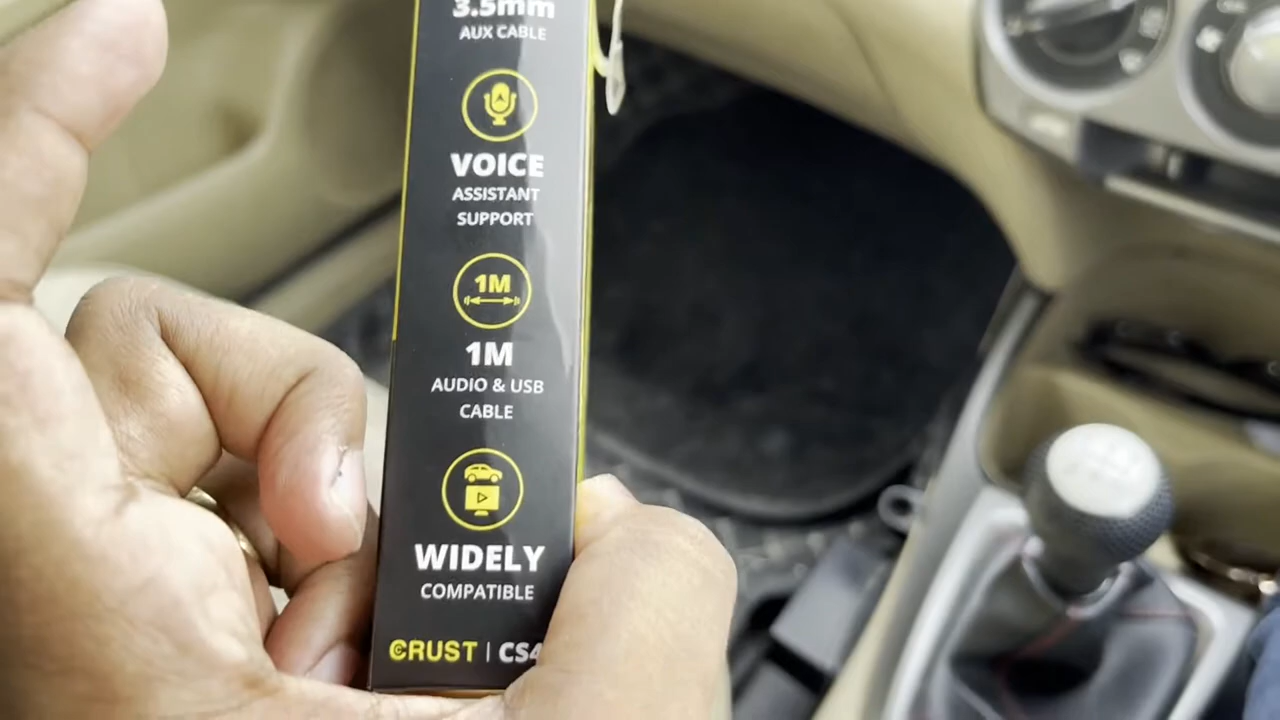 3.5mm
AUX CABLE
VOICE
ASSISTANT
SUPPORT
1M
1M
AUDIO & USB
CABLE
WIDELY
COMPATIBLE
CRUST | CS4